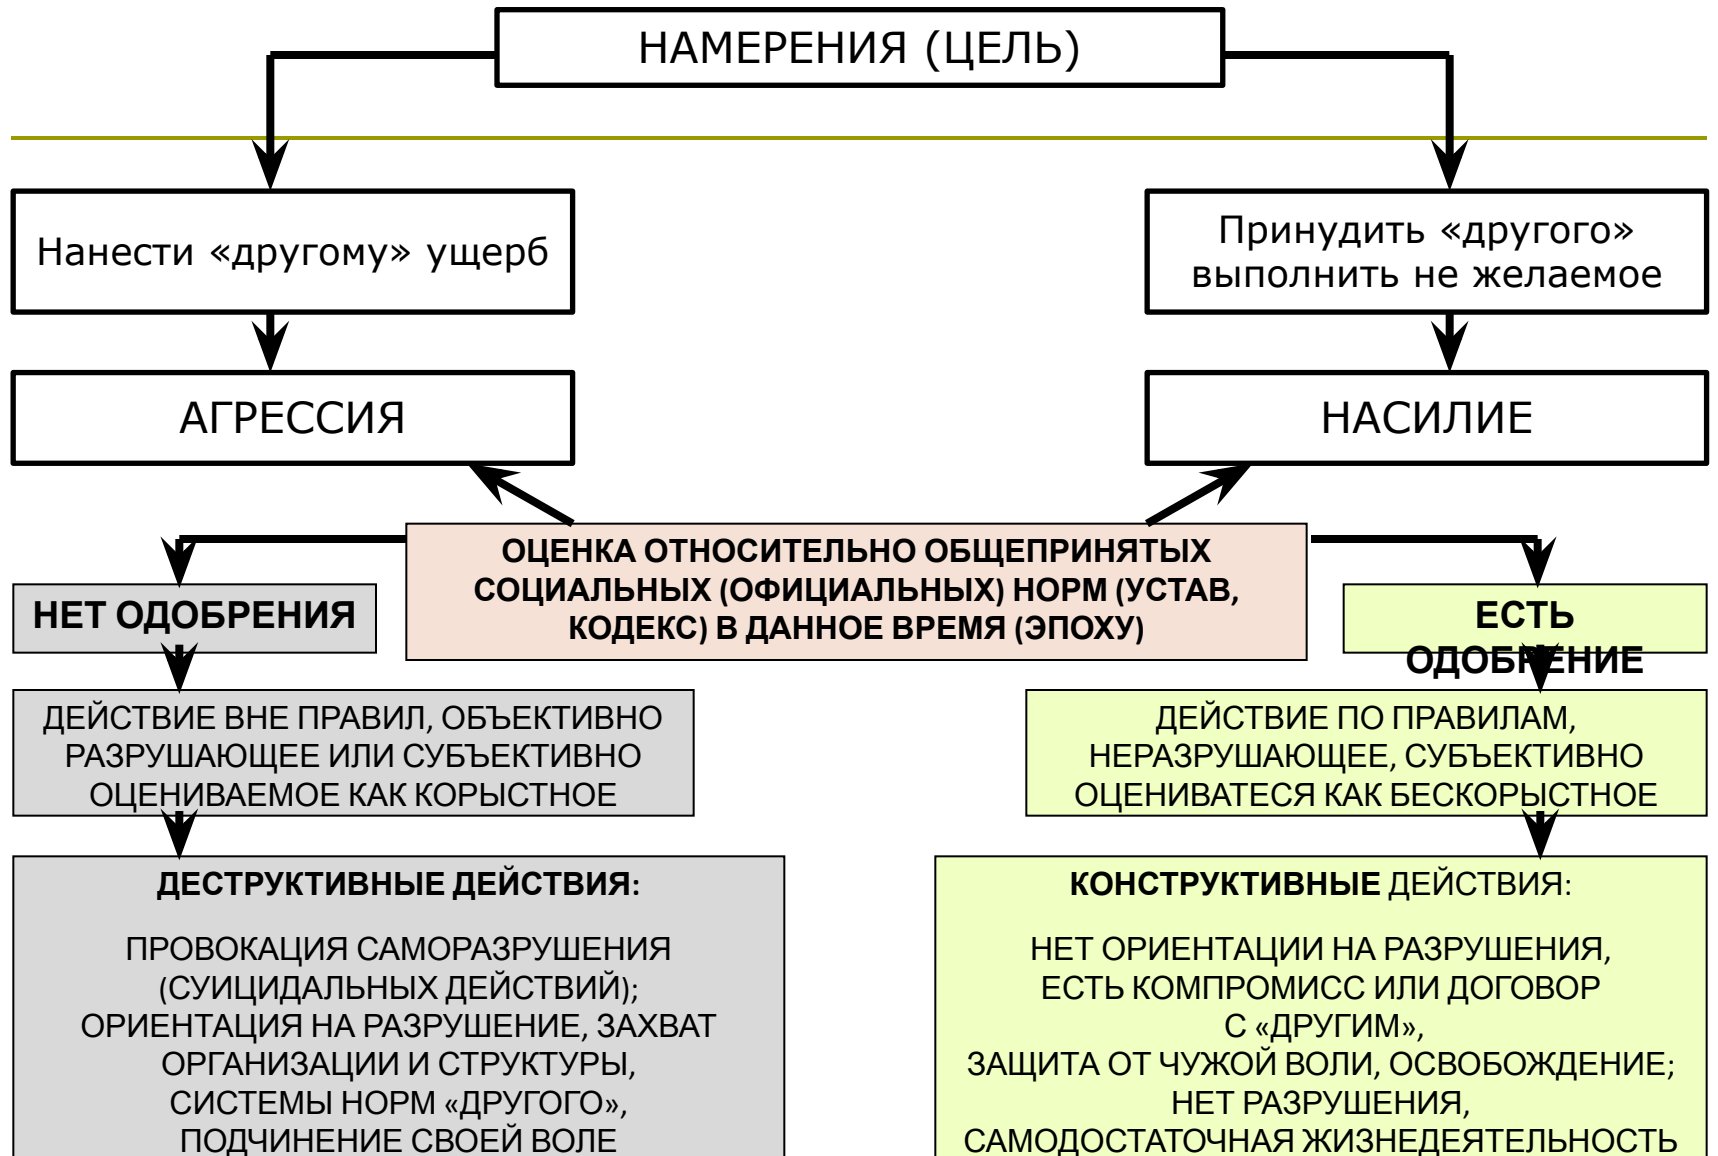 НАМЕРЕНИЯ (ЦЕЛЬ)
Нанести «другому» ущерб
Принудить «другого»
выполнить не желаемое
АГРЕССИЯ
НАСИЛИЕ
ОЦЕНКА ОТНОСИТЕЛЬНО ОБЩЕПРИНЯТЫХ
СОЦИАЛЬНЫХ (ОФИЦИАЛЬНЫХ) НОРМ (УСТАВ,
КОДЕКС) В ДАННОЕ ВРЕМЯ (ЭПОХУ)
НЕТ ОДОБРЕНИЯ
ЕСТЬ
ОДОБРЕНИЕ
ДЕЙСТВИЕ ВНЕ ПРАВИЛ, ОБЪЕКТИВНО
РАЗРУШАЮЩЕЕ ИЛИ СУБЪЕКТИВНО
ОЦЕНИВАЕМОЕ КАК КОРЫСТНОЕ
ДЕЙСТВИЕ ПО ПРАВИЛАМ,
НЕРАЗРУШАЮЩЕЕ, СУБЪЕКТИВНО
ОЦЕНИВАТЕСЯ КАК БЕСКОРЫСТНОЕ
ДЕСТРУКТИВНЫЕ ДЕЙСТВИЯ:
ПРОВОКАЦИЯ САМОРАЗРУШЕНИЯ
(СУИЦИДАЛЬНЫХ ДЕЙСТВИЙ);
ОРИЕНТАЦИЯ НА РАЗРУШЕНИЕ, ЗАХВАТ
ОРГАНИЗАЦИИ И СТРУКТУРЫ,
СИСТЕМЫ НОРМ «ДРУГОГО»,
ПОДЧИНЕНИЕ СВОЕЙ ВОЛЕ
КОНСТРУКТИВНЫЕ ДЕЙСТВИЯ:
НЕТ ОРИЕНТАЦИИ НА РАЗРУШЕНИЯ,
ЕСТЬ КОМПРОМИСС ИЛИ ДОГОВОР
С «ДРУГИМ»,
ЗАЩИТА ОТ ЧУЖОЙ ВОЛИ, ОСВОБОЖДЕНИЕ;
НЕТ РАЗРУШЕНИЯ,
САМОДОСТАТОЧНАЯ ЖИЗНЕДЕЯТЕЛЬНОСТЬ